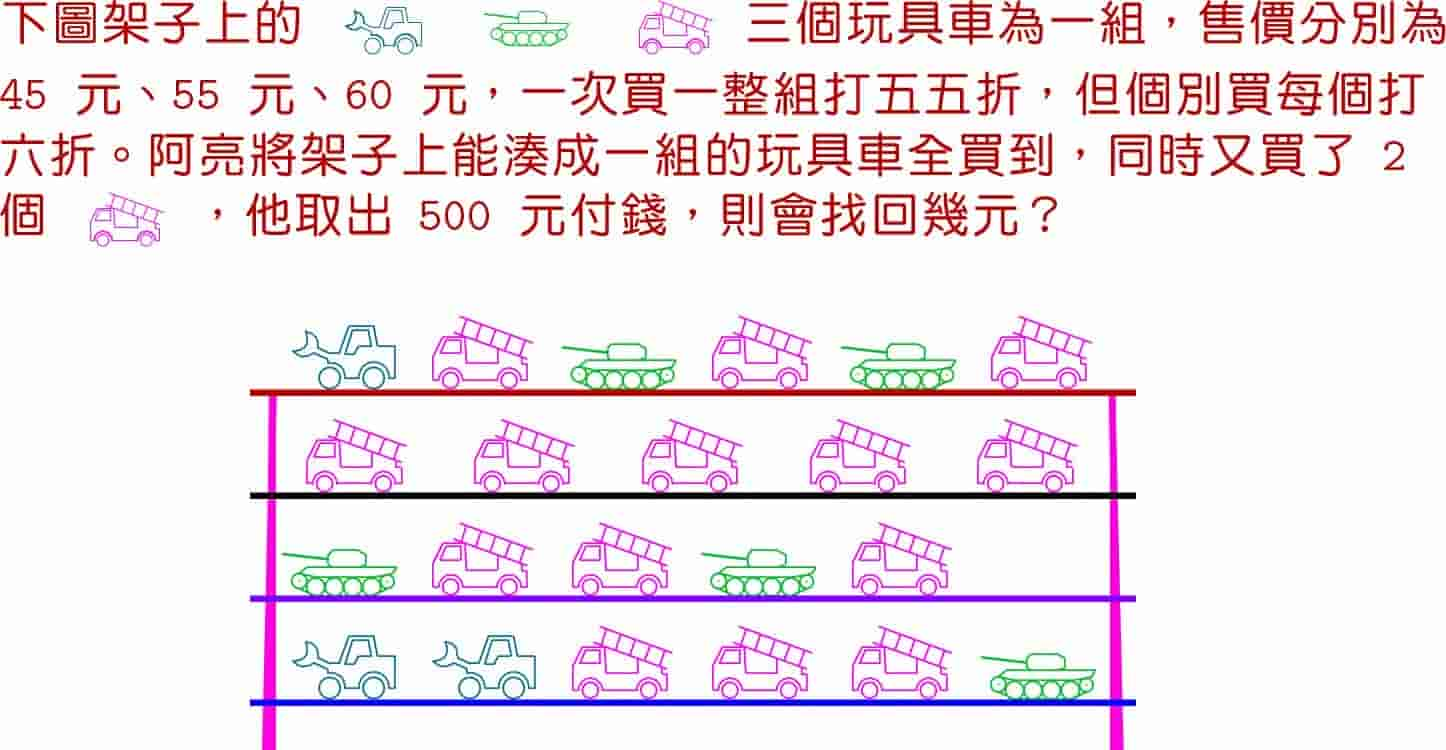 下圖架子上的 三個玩具車為一組，售價分別為
45 元、55 元、60 元，一次買一整組打五五折，但個別買每個打
六折。阿亮將架子上能湊成一組的玩具車全買到，同時又買了 2
個 ，他取出 500 元付錢，則會找回幾元？